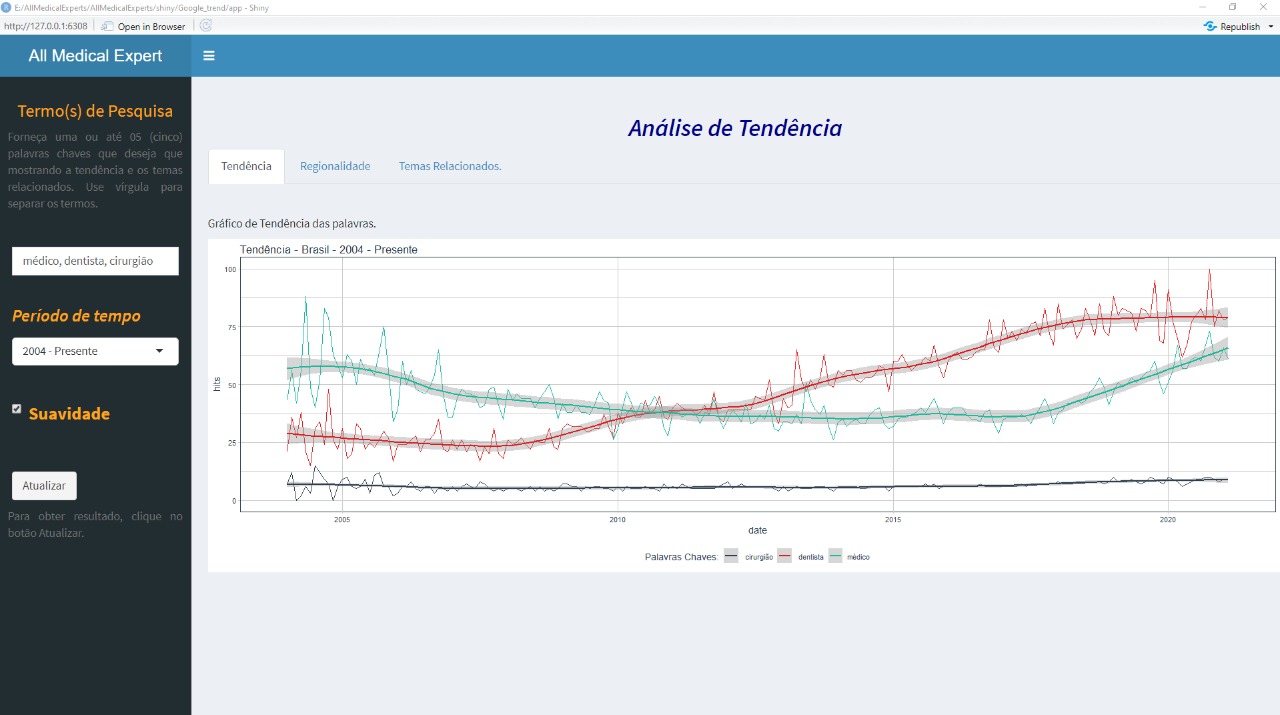 E:/AllMedicalExperts/AllMedicalExperts/shiny/Google_trend/app - Shiny
http://127.0.0.1:6308
Open in Browser
Republish
All Medical Expert
Termo(s) de Pesquisa
Forneça uma ou até 05 (cinco)
palavras chaves que deseja que
mostrando a tendência e os temas
relacionados. Use vírgula para
separar os termos.
médico, dentista, cirurgião
Período de tempo
2004 - Presente
Suavidade
Atualizar
Para obter resultado, clique no
botão Atualizar.
Análise de Tendência
Tendência Regionalidade Temas Relacionados.
Gráfico de Tendência das palavras.
Tendência - Brasil - 2004 - Presente
100
75
50
25
0
hits
2005 2010 2015 2020
date
Palavras Chaves: cirurgião dentista médico